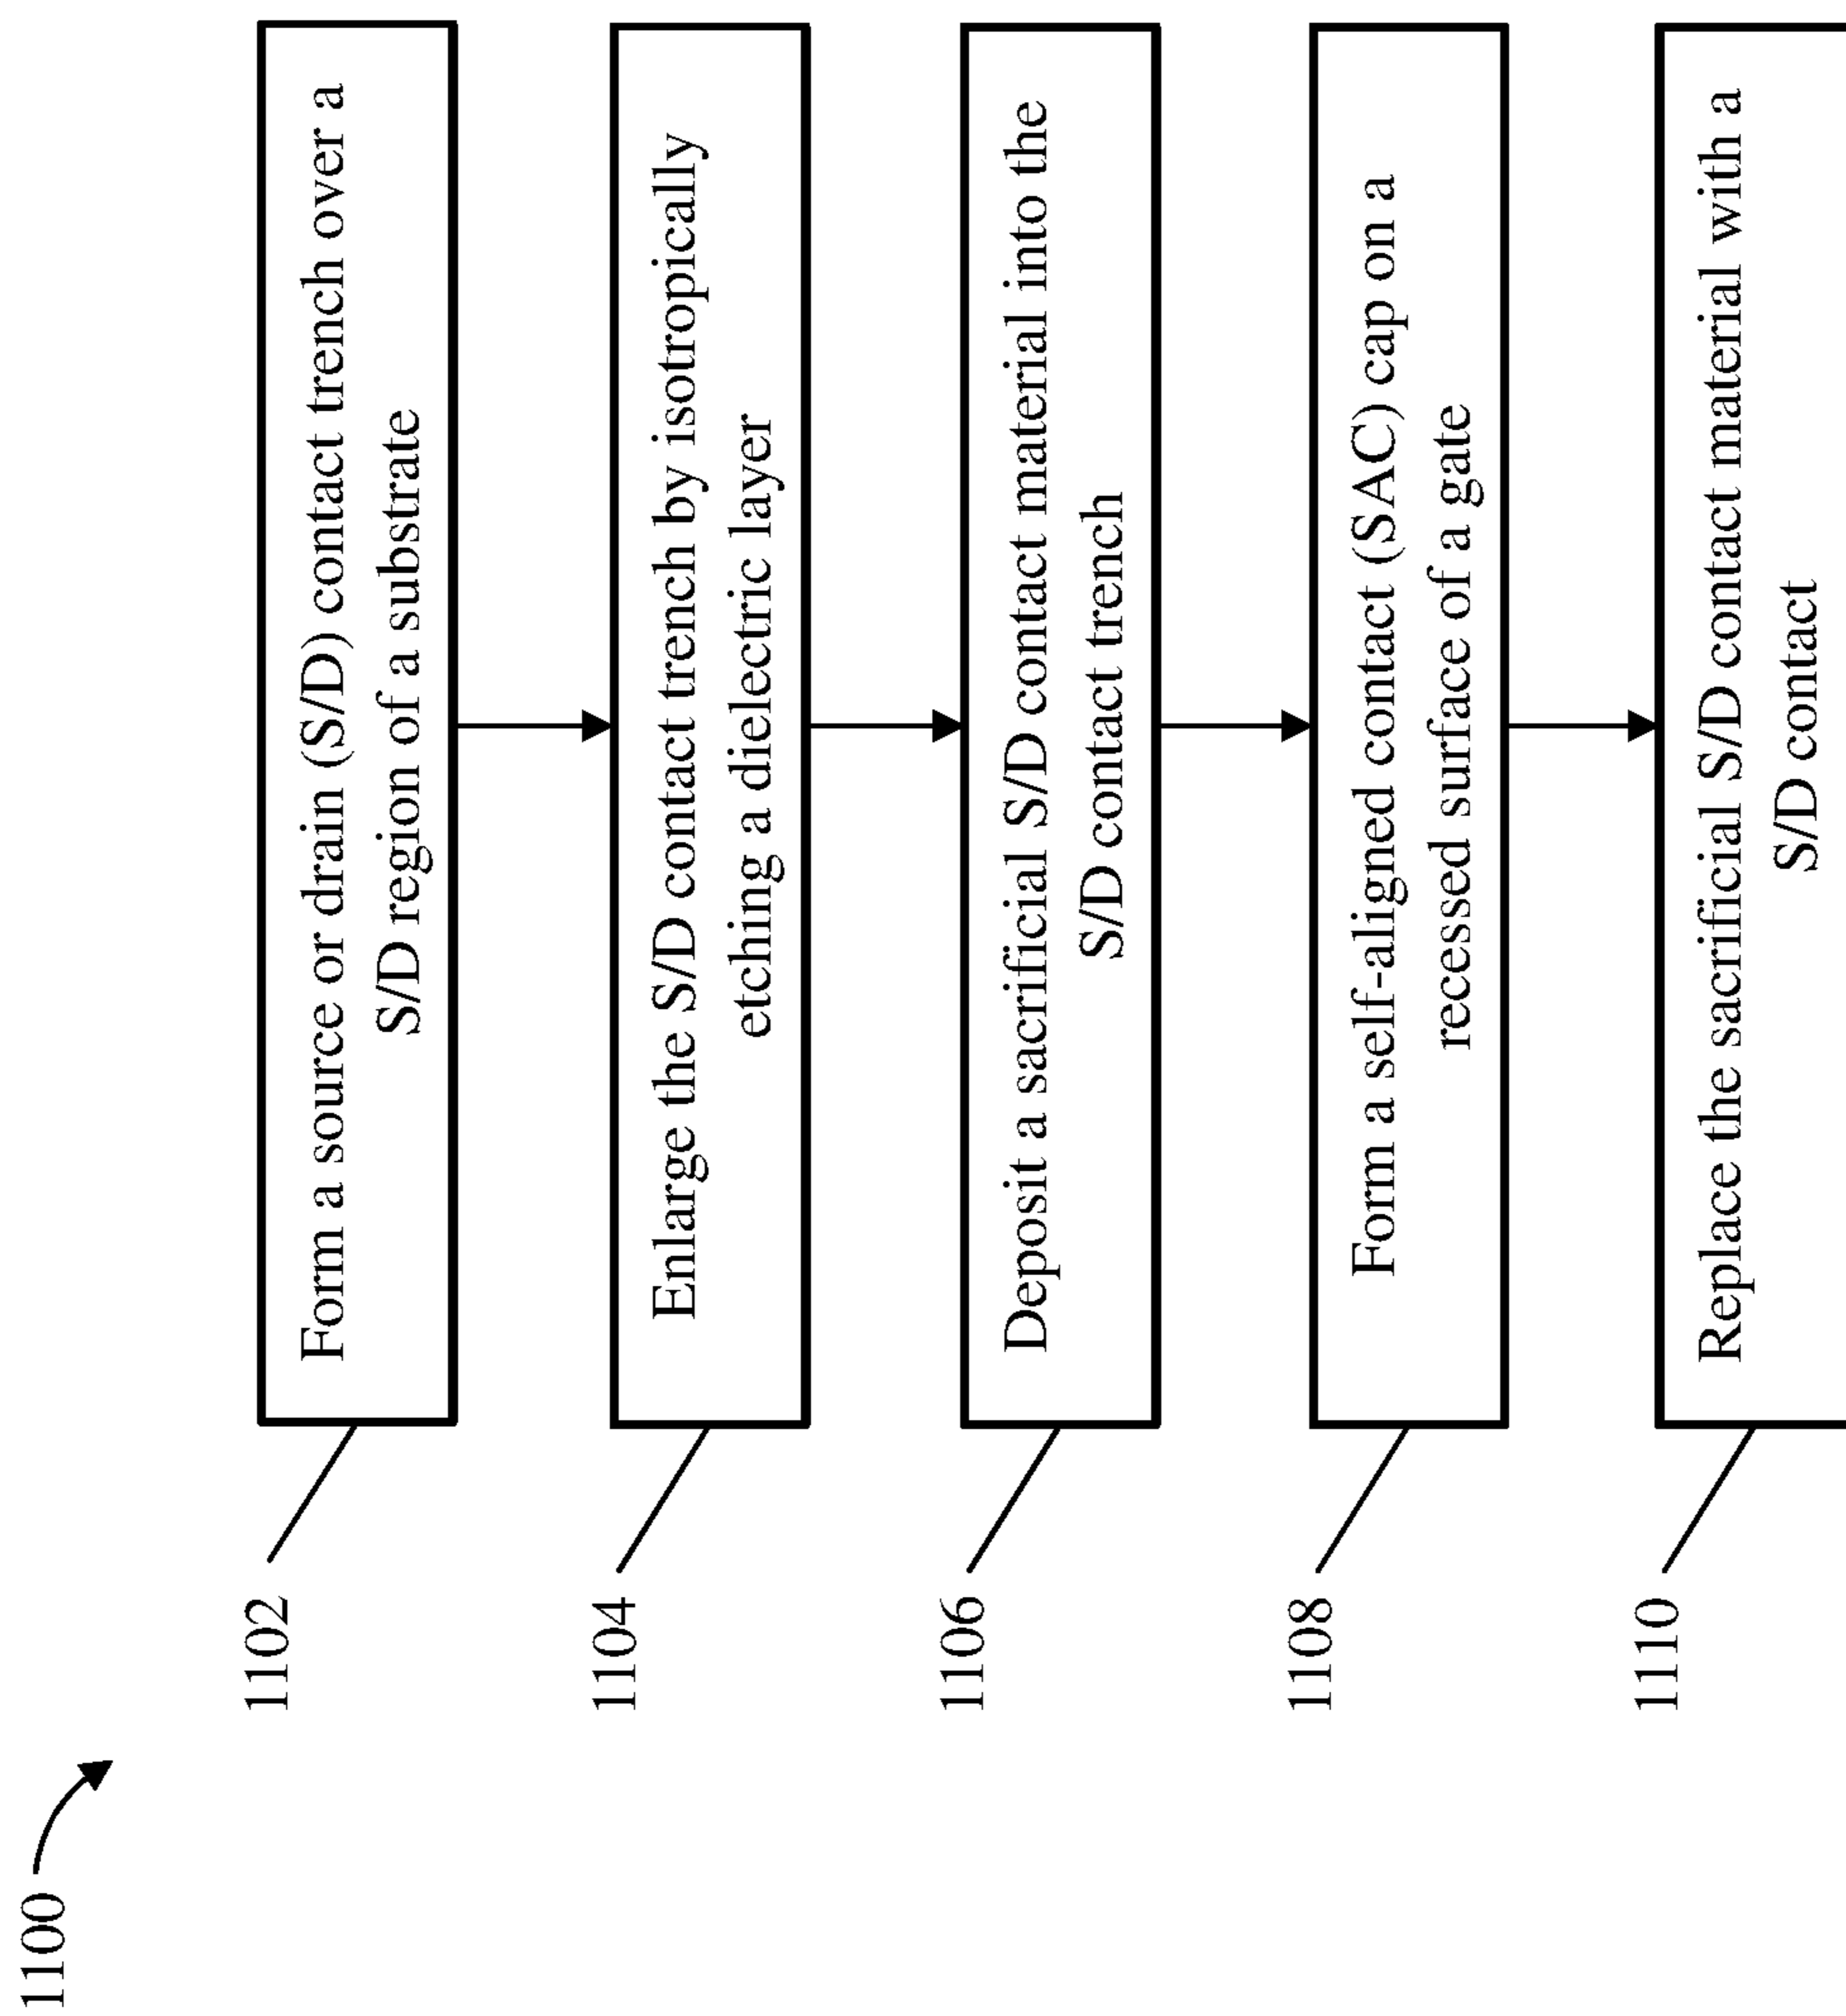 1100
1102
Form a source or drain (S/D) contact trench over a
S/D region of a substrate
1104
Enlarge the S/D contact trench by isotropically
etching a dielectric layer
1106
Deposit a sacrificial S/D contact material into the
S/D contact trench
1108
Form a self-aligned contact (SAC) cap on a
recessed surface of a gate
1110
Replace the sacrificial S/D contact material with a
S/D contact